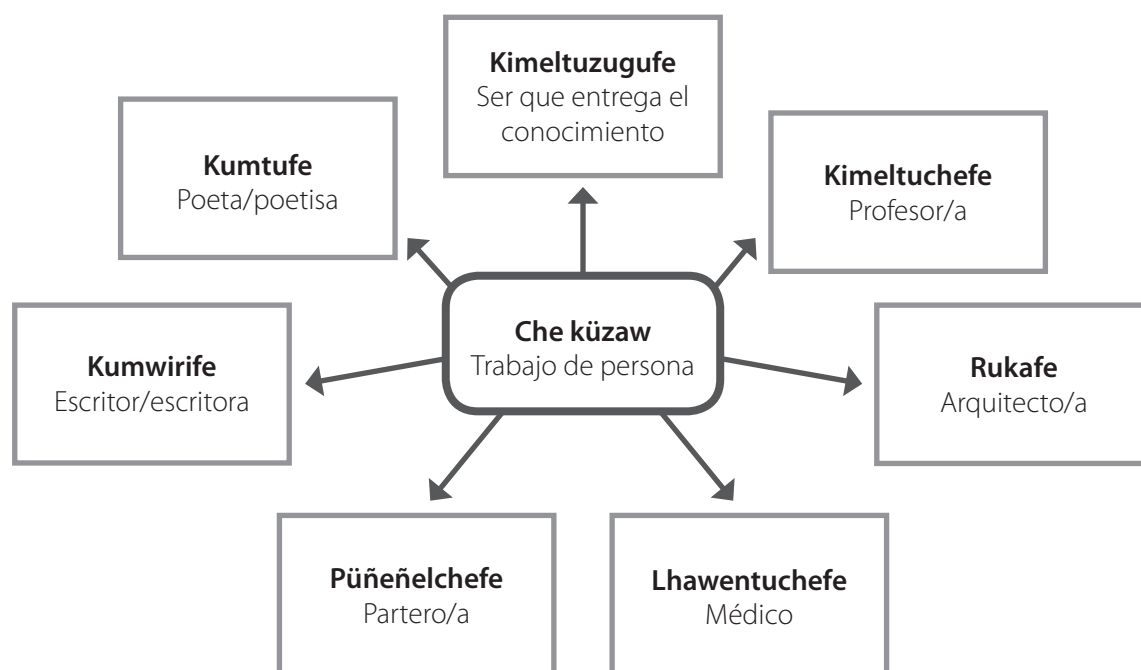 Kimeltuzugufe
Ser que entrega el
conocimiento
Kumtufe
Poeta/poetisa
Kimeltuchefe
Profesor/a
Che küzaw
Trabajo de persona
Kumwirife
Escritor/escritora
Rukafe
Arquitecto/a
Püñeñelchefe
Partero/a
Lhawentuchefe
Médico